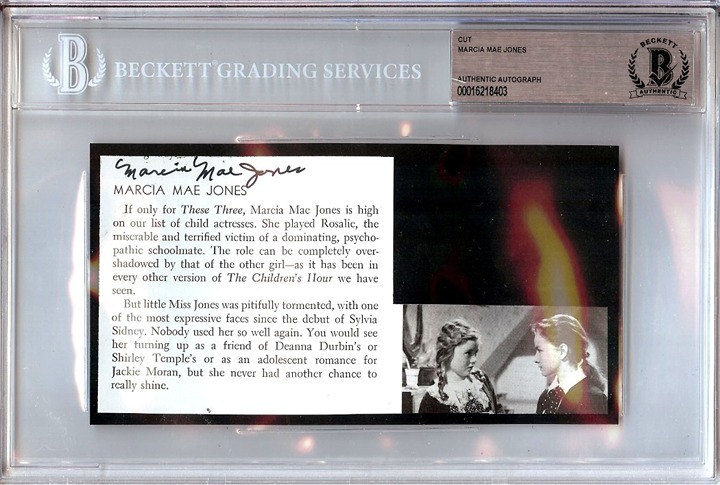 B
BECKETT GRADING SERVICES
CUT
MARCIA MAE JONES
AUTHENTIC AUTOGRAPH
00016218403
BECKETT
B
AUTHENTIC
Marcia Mae Jones
MARCIA MAE JONES
If only for These Three, Marcia Mae Jones is high
on our list of child actresses. She played Rosalie, the
miserable and terrified victim of a dominating, psycho-
pathic schoolmate. The role can be completely over-
shadowed by that of the other girl—as it has been in
every other version of The Children's Hour we have
seen.
But little Miss Jones was pitifully tormented, with one
of the most expressive faces since the debut of Sylvia
Sidney. Nobody used her so well again. You would see
her turning up as a friend of Deanna Durbin's or
Shirley Temple's or as an adolescent romance for
Jackie Moran, but she never had another chance to
really shine.